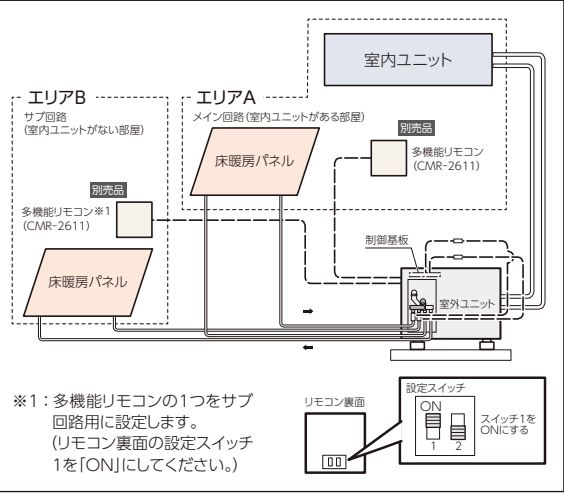 室内ユニット
エリアB
サブ回路
(室内ユニットがない部屋)
エリアA
メイン回路(室内ユニットがある部屋)
別売品
多機能リモコン
(CMR-2611)
床暖房パネル
別売品
多機能リモコン※1
(CMR-2611)
床暖房パネル
制御基板
室外ユニット
※1:多機能リモコンの1つをサブ
回路用に設定します。
(リモコン裏面の設定スイッチ
1を「ON」にしてください。)
リモコン裏面
設定スイッチ
ON
1 2
スイッチ1を
ONにする